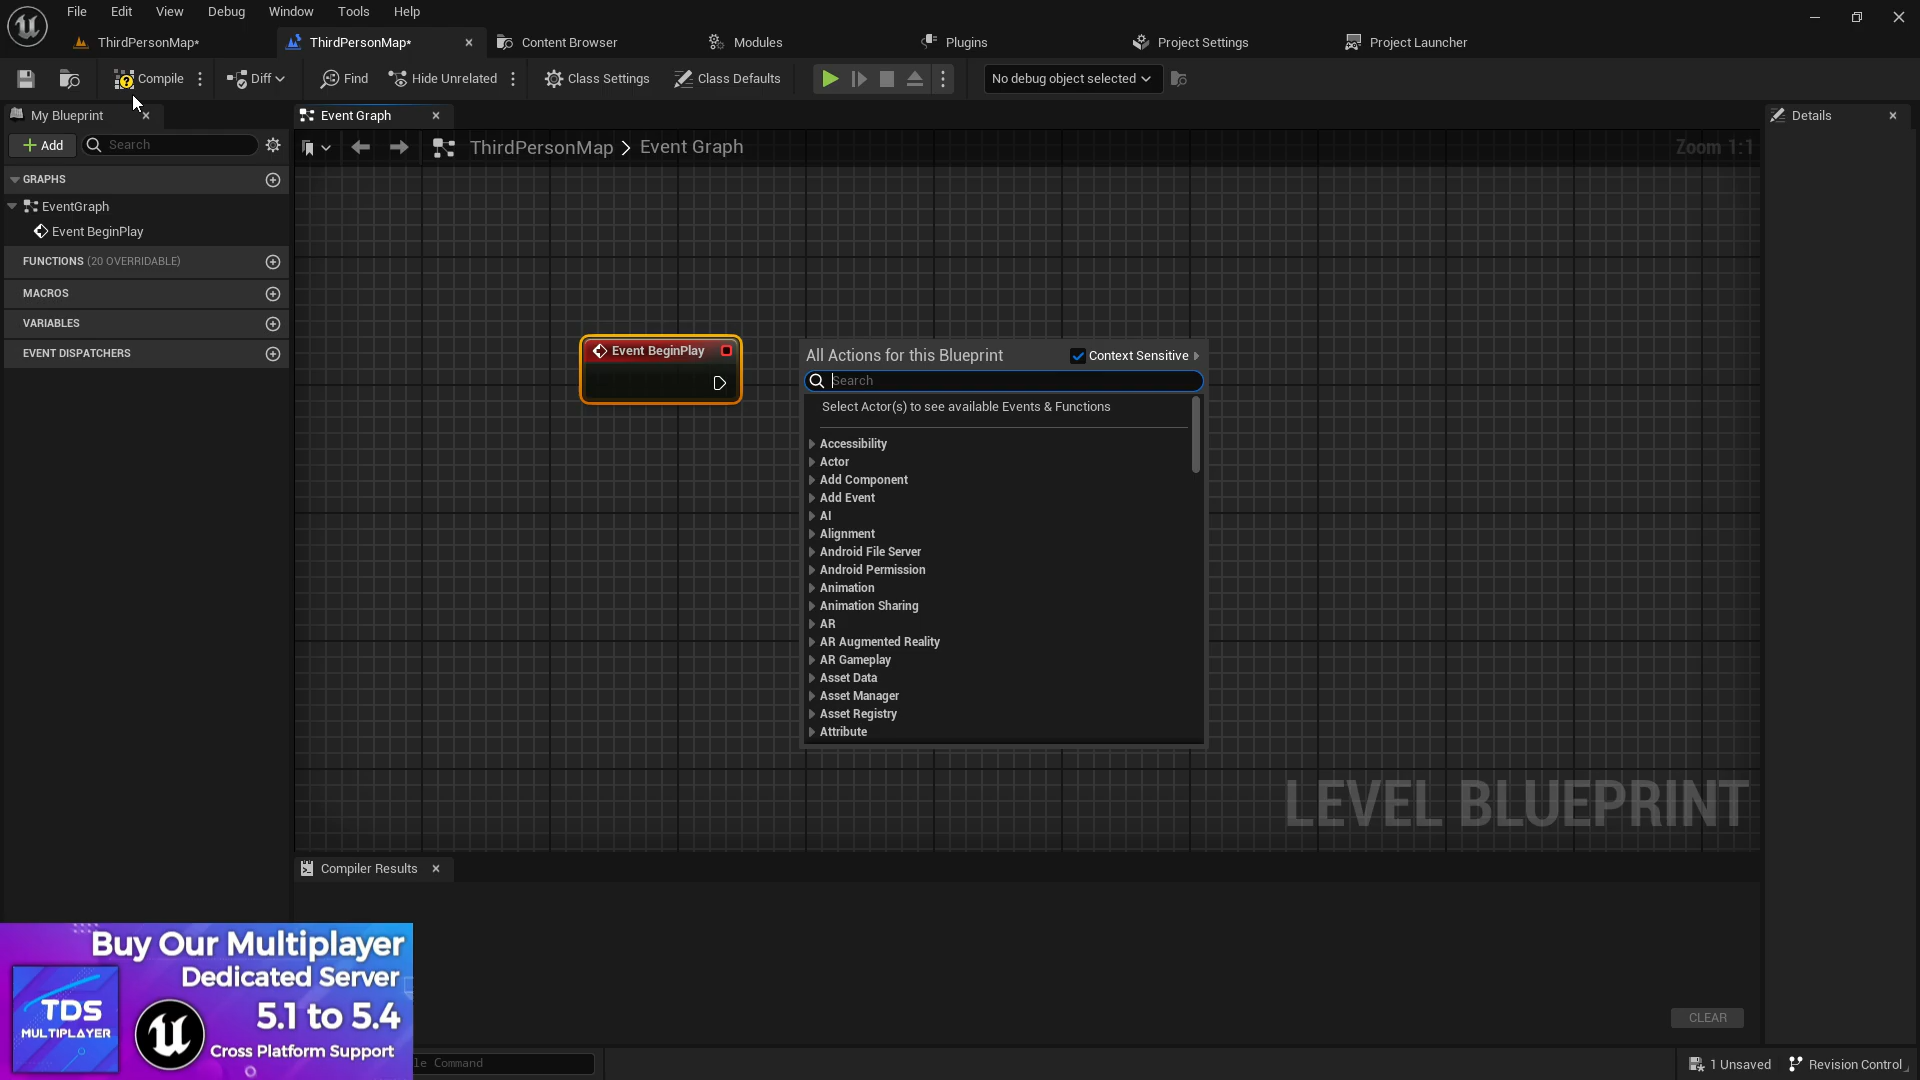 File Edit View Debug Window Tools Help
ThirdPersonMap* ThirdPersonMap* Content Browser Modules Plugins Project Settings Project Launcher
Compile Diff Find Hide Unrelated Class Settings Class Defaults No debug object selected
My Blueprint
Event Graph
Details
Add Search
ThirdPersonMap > Event Graph
Zoom 1:1
GRAPHS
EventGraph
Event BeginPlay
FUNCTIONS (20 OVERRIDABLE)
MACROS
VARIABLES
EVENT DISPATCHERS
Event BeginPlay
All Actions for this Blueprint Context Sensitive
Search
Select Actor(s) to see available Events & Functions
Accessibility
Actor
Add Component
Add Event
AI
Alignment
Android File Server
Android Permission
Animation
Animation Sharing
AR
AR Augmented Reality
AR Gameplay
Asset Data
Asset Manager
Asset Registry
Attribute
LEVEL BLUEPRINT
Compiler Results
CLEAR
Buy Our Multiplayer
Dedicated Server
5.1 to 5.4
Cross Platform Support
TDS
MULTIPLAYER
le Command
1 Unsaved Revision Control